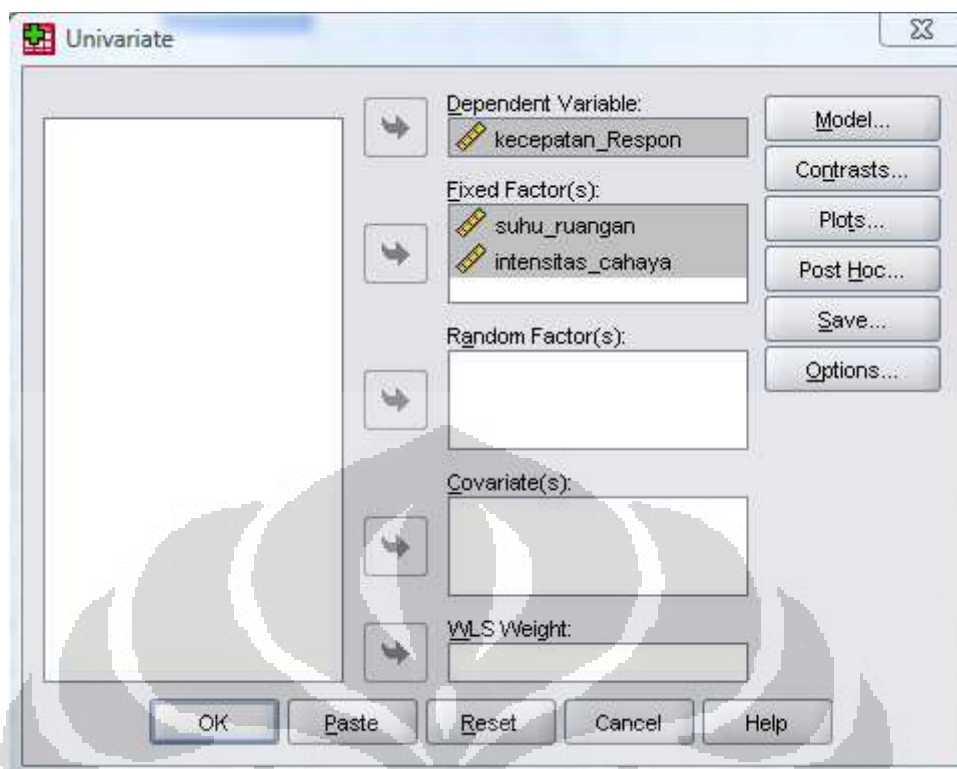 Univariate
Dependent Variable:
kecepatan_Respon
Fixed Factor(s):
suhu_ruangan
intensitas_cahaya
Random Factor(s):
Covariate(s):
WLS Weight:
Model...
Contrasts...
Plots...
Post Hoc...
Save...
Options...
OK Paste Reset Cancel Help